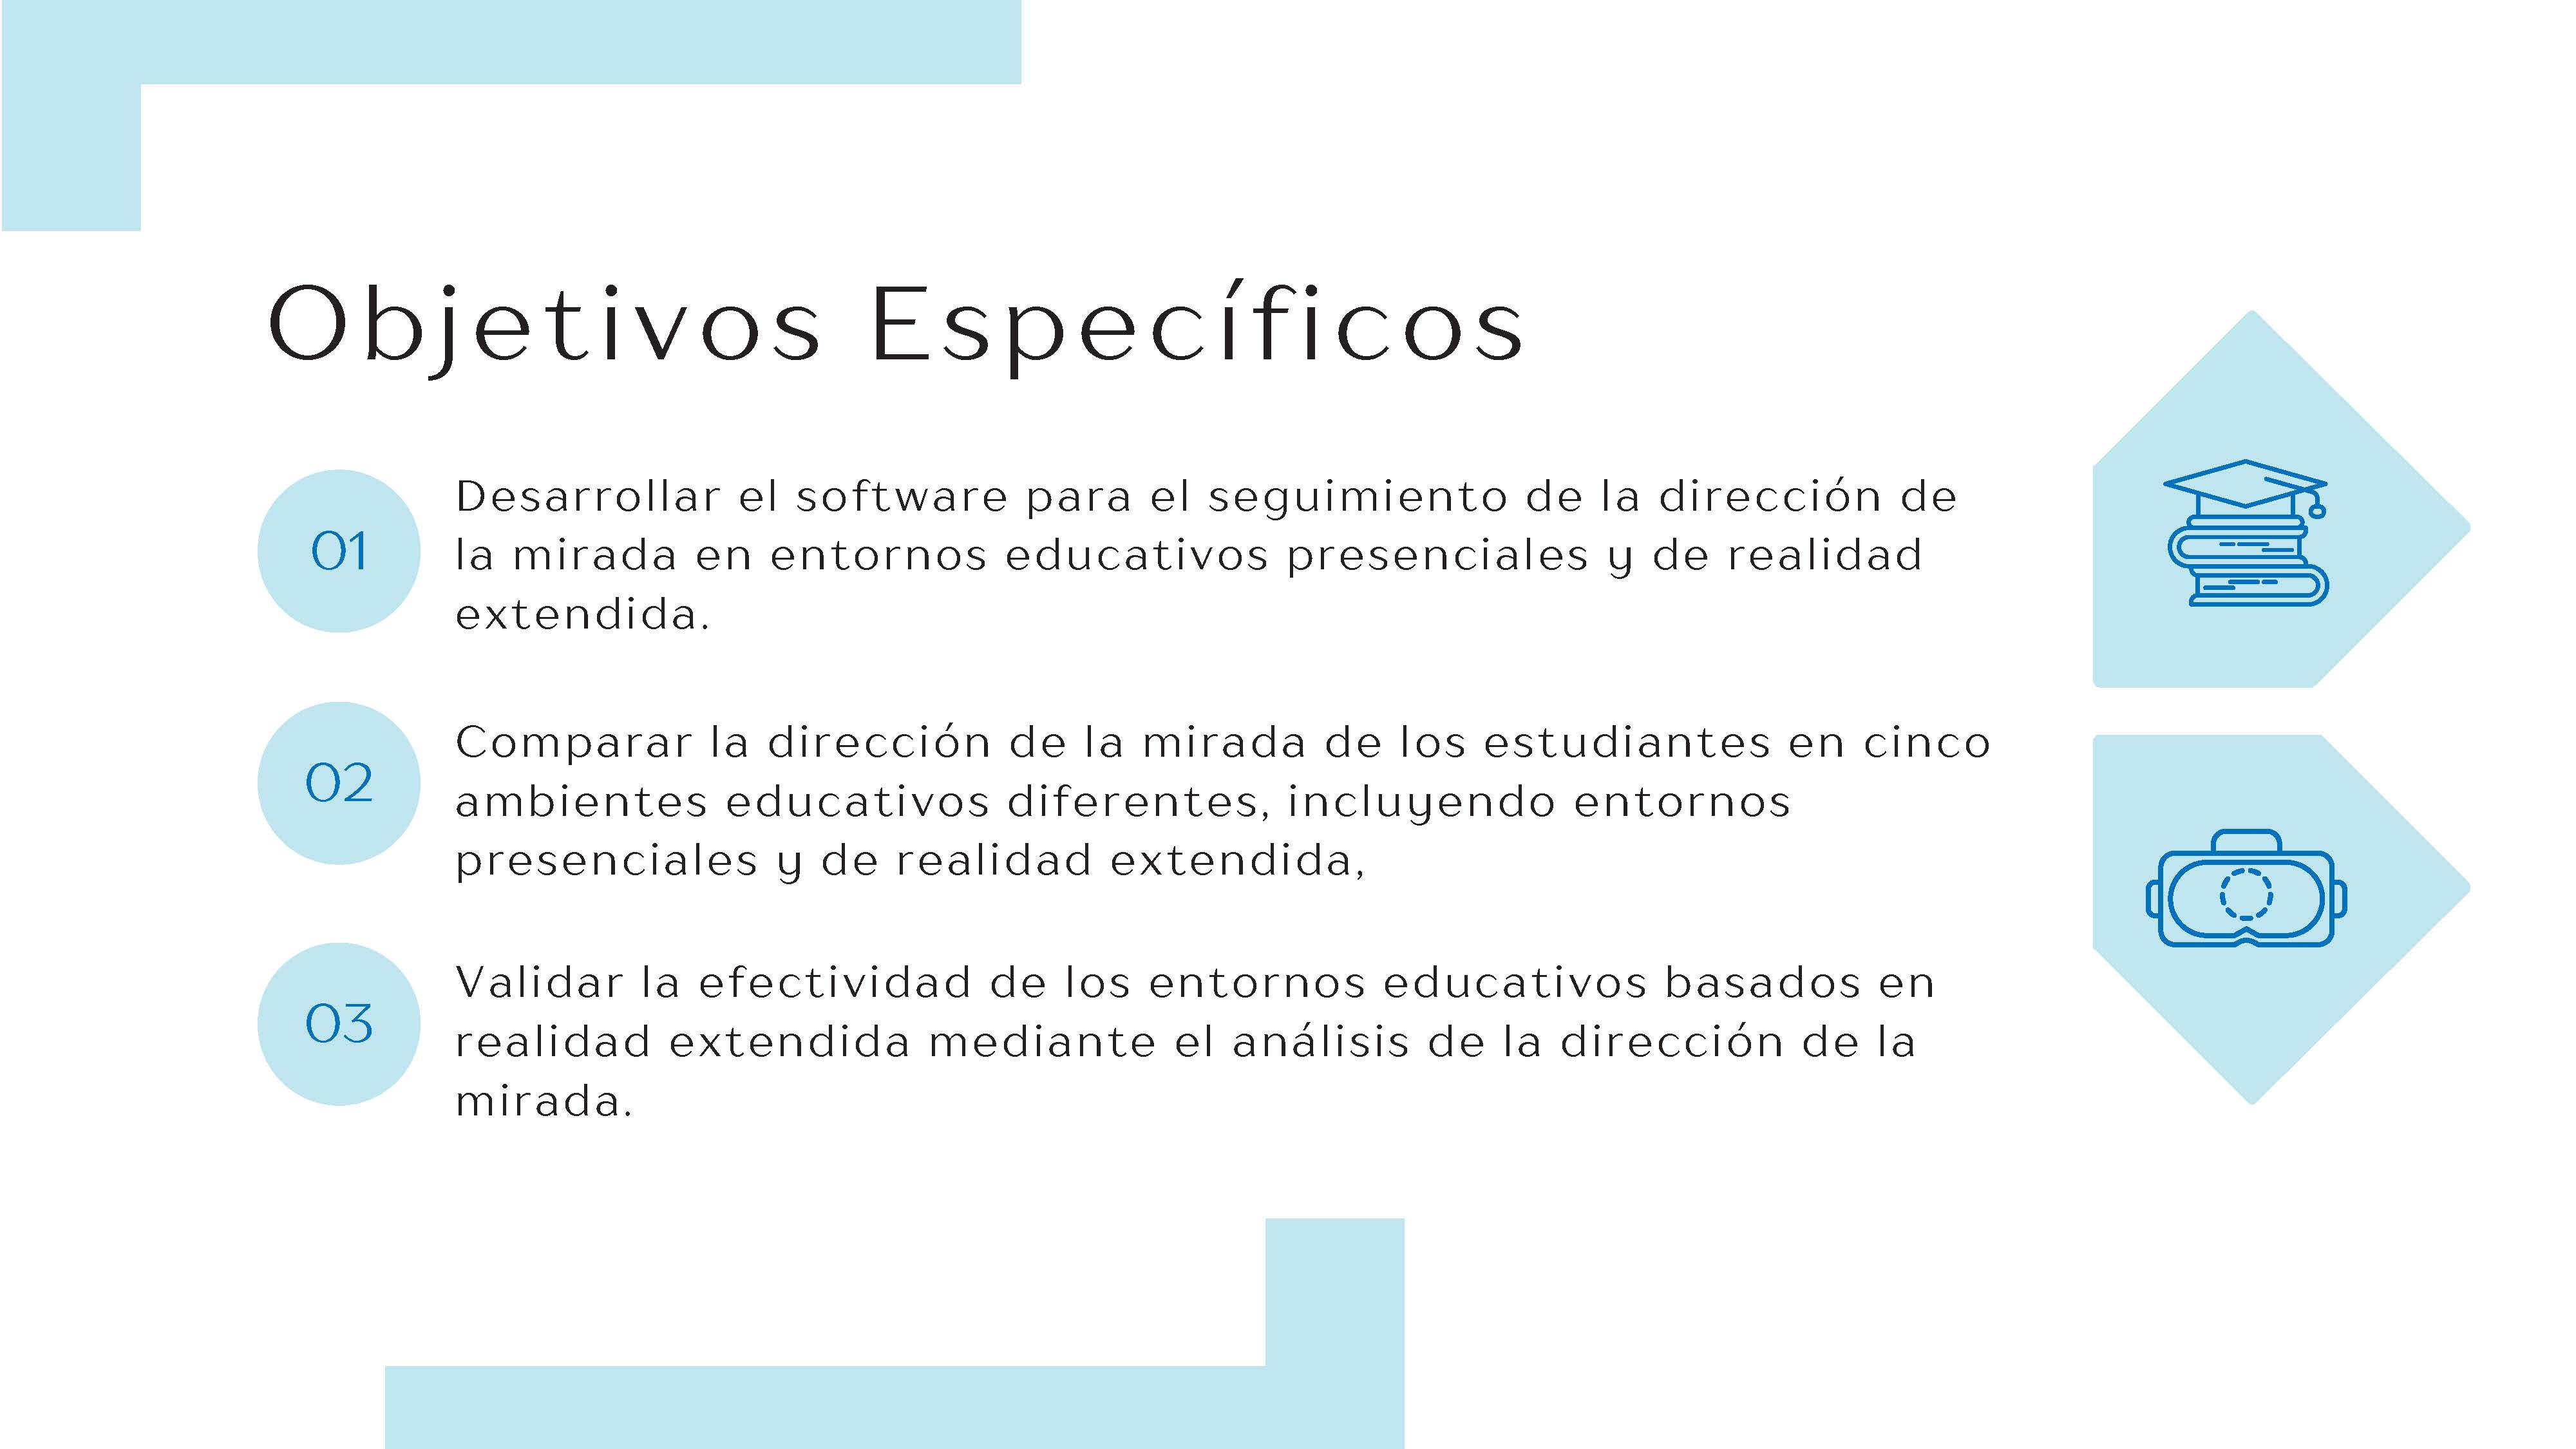 Objetivos Específicos
01
Desarrollar el software para el seguimiento de la dirección de
la mirada en entornos educativos presenciales y de realidad
extendida.
02
Comparar la dirección de la mirada de los estudiantes en cinco
ambientes educativos diferentes, incluyendo entornos
presenciales y de realidad extendida,
03
Validar la efectividad de los entornos educativos basados en
realidad extendida mediante el análisis de la dirección de la
mirada.